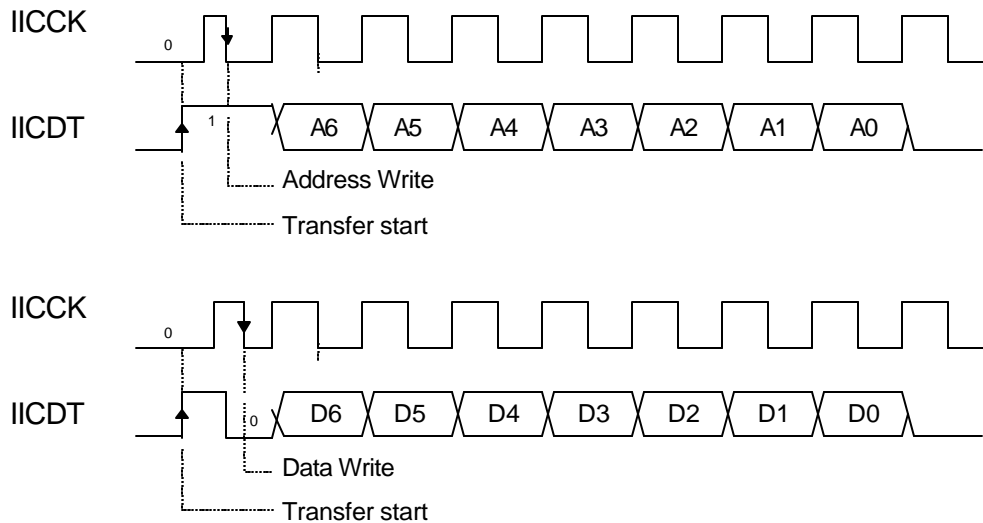 IICCK
0
IICDT
1 A6 A5 A4 A3 A2 A1 A0
Address Write
Transfer start
IICCK
0
IICDT
0 D6 D5 D4 D3 D2 D1 D0
Data Write
Transfer start